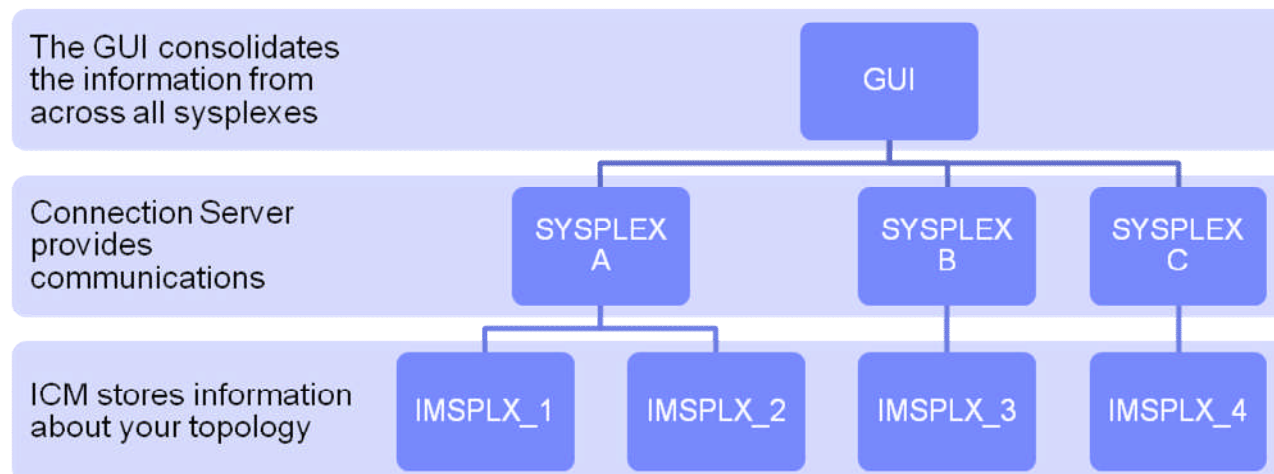 The GUI consolidates
the information from
across all sysplexes
GUI
Connection Server
provides
communications
SYSPLEX
A
SYSPLEX
B
SYSPLEX
C
ICM stores information
about your topology
IMSPLX_1
IMSPLX_2
IMSPLX_3
IMSPLX_4